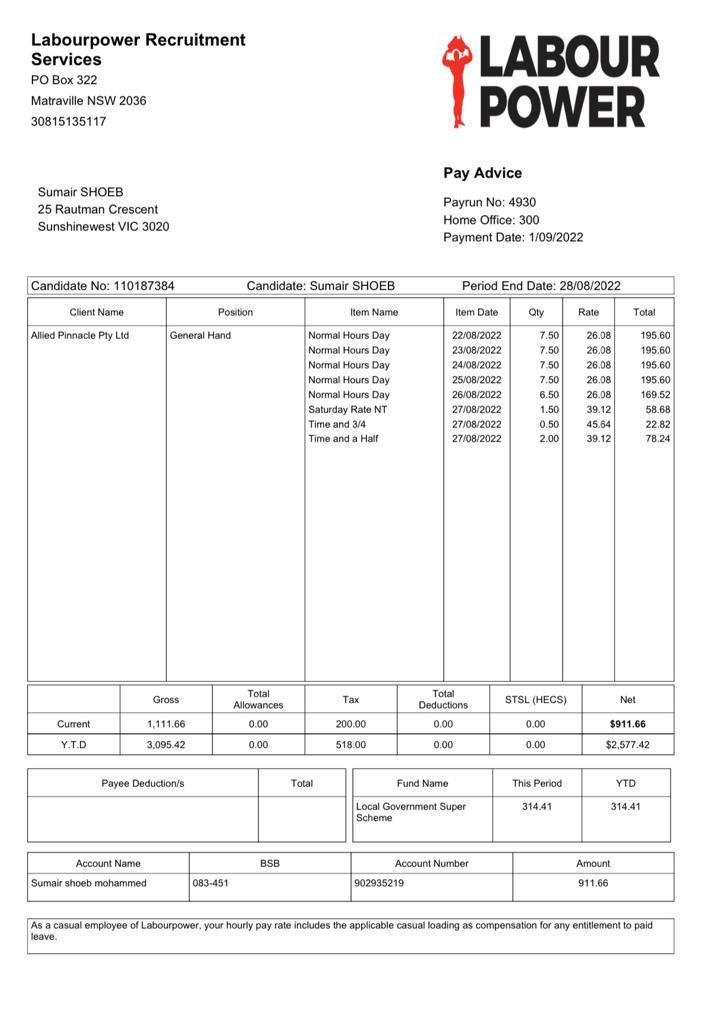 Labourpower Recruitment
Services
PO Box 322
Matraville NSW 2036
30815135117
LABOUR
POWER
Pay Advice
Sumair SHOEB
25 Rautman Crescent
Sunshinewest VIC 3020
Payrun No: 4930
Home Office: 300
Payment Date: 1/09/2022
Candidate No: 110187384 Candidate: Sumair SHOEB Period End Date: 28/08/2022
Client Name Position Item Name Item Date Qty Rate Total
Allied Pinnacle Pty Ltd General Hand Normal Hours Day 22/08/2022 7.50 26.08 195.60
Normal Hours Day 23/08/2022 7.50 26.08 195.60
Normal Hours Day 24/08/2022 7.50 26.08 195.60
Normal Hours Day 25/08/2022 7.50 26.08 195.60
Normal Hours Day 26/08/2022 6.50 26.08 169.52
Saturday Rate NT 27/08/2022 1.50 39.12 58.68
Time and 3/4 27/08/2022 0.50 45.64 22.82
Time and a Half 27/08/2022 2.00 39.12 78.24
Gross Total Allowances Tax Total Deductions STSL (HECS) Net
Current 1,111.66 0.00 200.00 0.00 0.00 $911.66
Y.T.D 3,095.42 0.00 518.00 0.00 0.00 $2,577.42
Payee Deduction/s Total Fund Name This Period YTD
Local Government Super 314.41 314.41
Scheme
Account Name BSB Account Number Amount
Sumair shoeb mohammed 083-451 902935219 911.66
As a casual employee of Labourpower, your hourly pay rate includes the applicable casual loading as compensation for any entitlement to paid
leave.